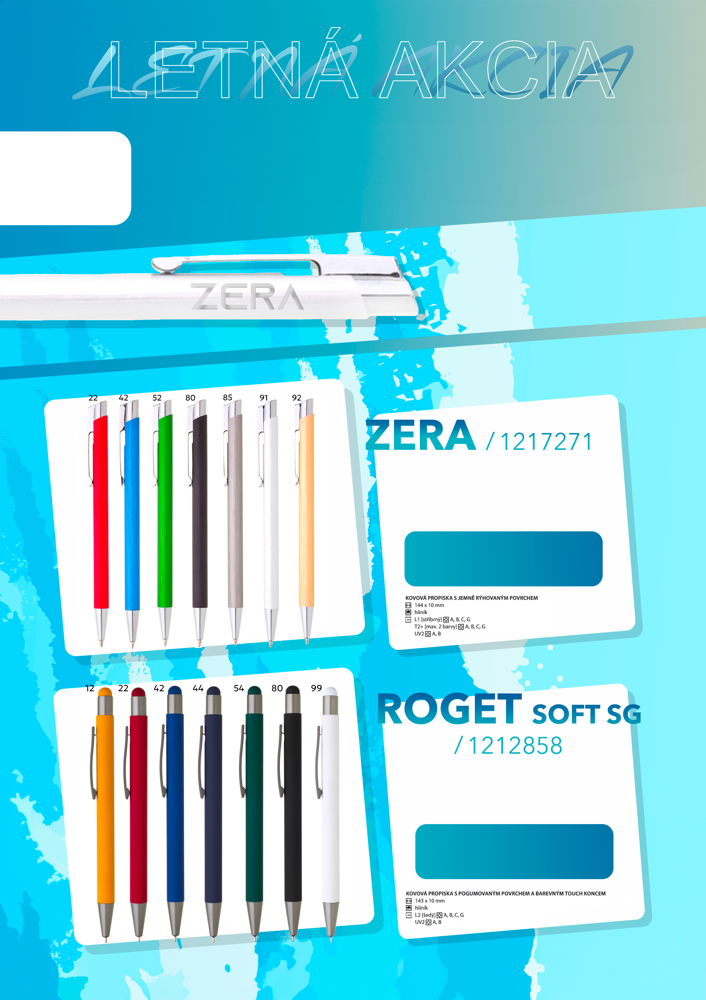 LETNÁ AKCIA
LETNÁ AKCIA
ZERA
22 42 52 80 85 91 92
ZERA / 1217271
KOVOVÁ PROPISKA S JEMNĚ RÝHOVANÝM POVRCHEM
144 x 10 mm
hliník
L1 [stříbrný] A, B, C, G
T2+ [max. 2 barvy] A, B, C, G
UV2 A, B
12 22 42 44 54 80 99
ROGET SOFT SG
/ 1212858
KOVOVÁ PROPISKA S POGUMOVANÝM POVRCHEM A BAREVNÝM TOUCH KONCEM
143 x 10 mm
hliník
L2 [šedý] A, B, C, G
UV2 A, B